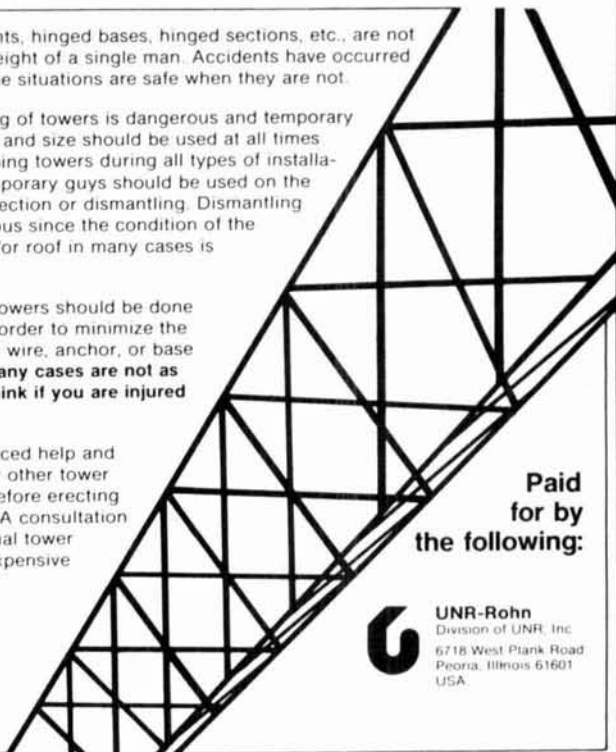 nts, hinged bases, hinged sections, etc., are not
eight of a single man. Accidents have occurred
e situations are safe when they are not.
g of towers is dangerous and temporary
and size should be used at all times
ing towers during all types of installa-
porary guys should be used on the
ection or dismantling. Dismantling
ous since the condition of the
/or roof in many cases is
owers should be done
order to minimize the
wire, anchor, or base
any cases are not as
ink if you are injured
ced help and
other tower
efore erecting
A consultation
al tower
pensive
Paid
for by
the following:
UNR-Rohn
Division of UNR, Inc
6718 West Plank Road
Peoria, Illinois 61601
USA